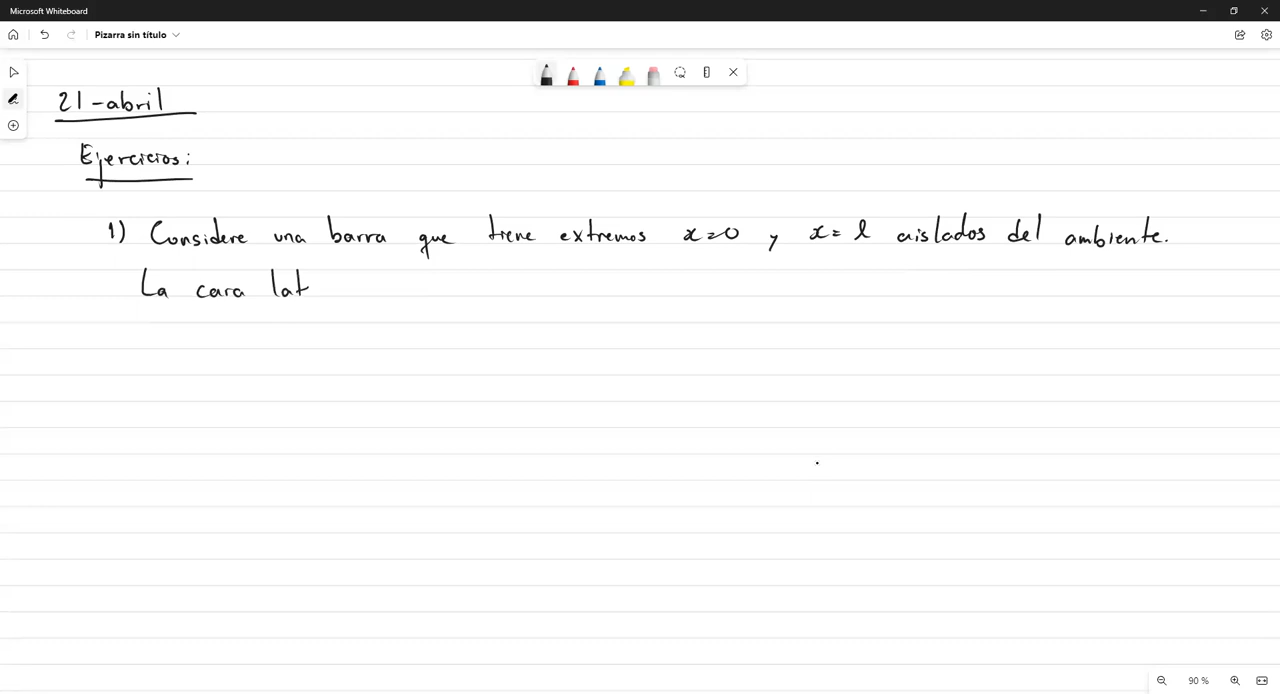 Microsoft Whiteboard
Pizarra sin título
21-abril
Ejercicios:
1) Considere una barra que tiene extremos x=0 y x=l aislados del ambiente.
La cara lat
90 %